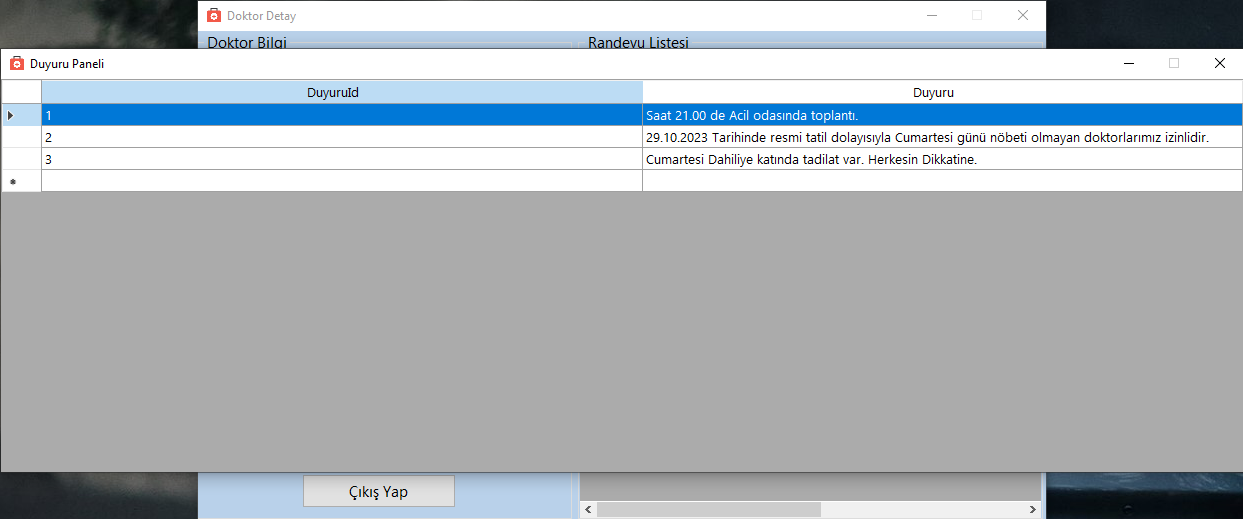 Doktor Detay
Doktor Bilgi
Randevu Listesi
Duyuru Paneli
DuyuruId
Duyuru
1
Saat 21.00 de Acil odasında toplantı.
2
29.10.2023 Tarihinde resmi tatil dolayısıyla Cumartesi günü nöbeti olmayan doktorlarımız izinlidir.
3
Cumartesi Dahiliye katında tadilat var. Herkesin Dikkatine.
Çıkış Yap